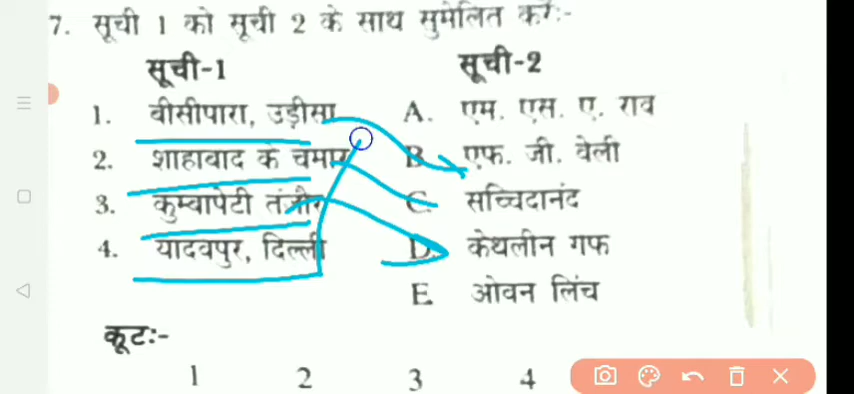 7. सूची 1 को सूची 2 के साथ सुमेलित करें:-
सूची-1 सूची-2
1. वीसीपारा, उड़ीसा A. एम. एस. ए. राव
2. शाहाबाद के चमार B. एफ. जी. वेली
3. कुम्वापेटी तंजौर C. सच्चिदानंद
4. यादवपुर, दिल्ली D. केथलीन गफ
E ओवन लिंच
कूटः-
1 2 3 4